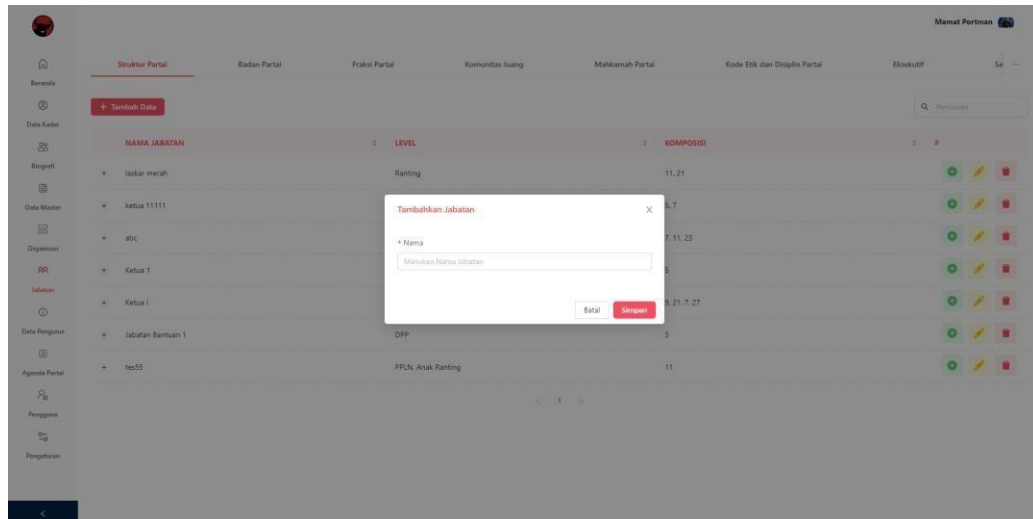 Mamat Portman
Struktur Partai Badan Partai Fraksi Partai Komunitas Juang Mahkamah Partai Kode Etik dan Disiplin Partai Eksekutif Se ...
+ Tambah Data
Pencarian
NAMA JABATAN LEVEL KOMPOSISI #
+ laskar merah Ranting 11, 21
+ ketua 11111 5, 7
+ abc 7, 11, 23
+ Ketua 1 5
+ Ketua I 9, 21, 7, 27
+ Jabatan Bantuan 1 DPP 5
+ tes55 PPLN, Anak Ranting 11
< 1 >
Tambahkan Jabatan X
* Nama
Masukan Nama Jabatan
Batal Simpan
Beranda
Data Kader
Biografi
Data Master
Organisasi
Jabatan
Data Pengurus
Agenda Partai
Pengguna
Pengaturan
<